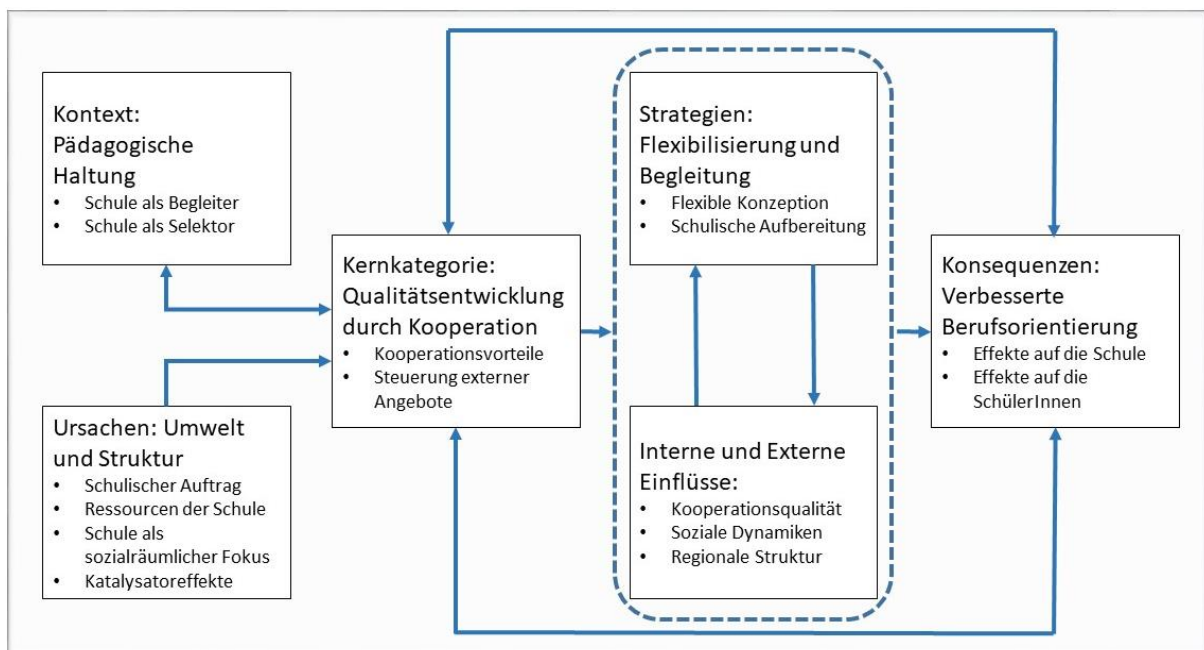 Kontext:
Pädagogische
Haltung
• Schule als Begleiter
• Schule als Selektor
Ursachen: Umwelt
und Struktur
• Schulischer Auftrag
• Ressourcen der Schule
• Schule als
sozialräumlicher Fokus
• Katalysatoreffekte
Kernkategorie:
Qualitätsentwicklung
durch Kooperation
• Kooperationsvorteile
• Steuerung externer
Angebote
Strategien:
Flexibilisierung und
Begleitung
• Flexible Konzeption
• Schulische Aufbereitung
Interne und Externe
Einflüsse:
• Kooperationsqualität
• Soziale Dynamiken
• Regionale Struktur
Konsequenzen:
Verbesserte
Berufsorientierung
• Effekte auf die Schule
• Effekte auf die
SchülerInnen